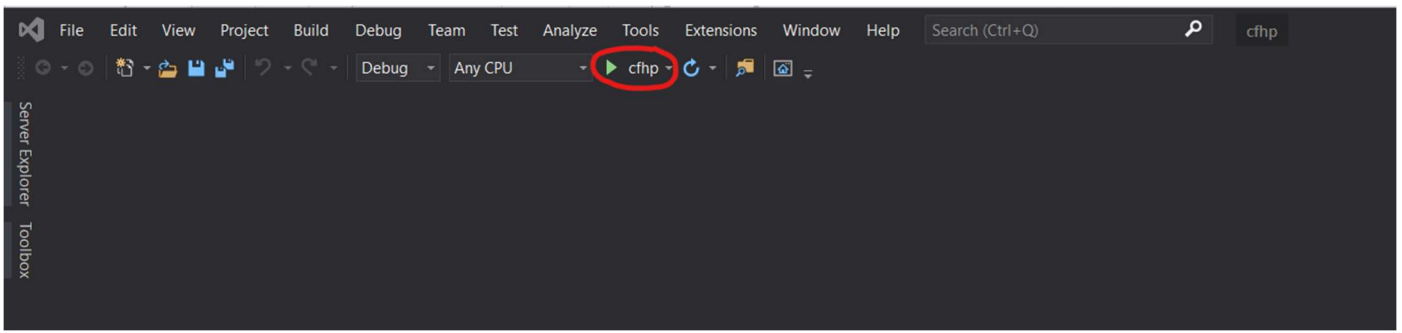 File Edit View Project Build Debug Team Test Analyze Tools Extensions Window Help Search (Ctrl+Q) cfhp
Debug Any CPU cfhp
Server Explorer
Toolbox